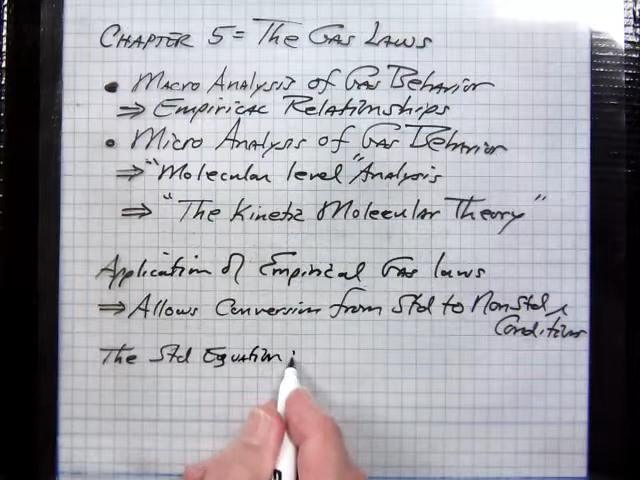 CHAPTER 5 = THE GAS LAWS
• MACRO ANALYSIS OF GAS BEHAVIOR
⇒ EMPIRICAL RELATIONSHIPS
• MICRO ANALYSIS OF GAS BEHAVIOR
⇒ "Molecular level" Analysis
⇒ "The Kinetic Molecular Theory"
Application of Empirical Gas laws
⇒ Allows Conversion from Std to NonStd
Conditions
The Std Equation :